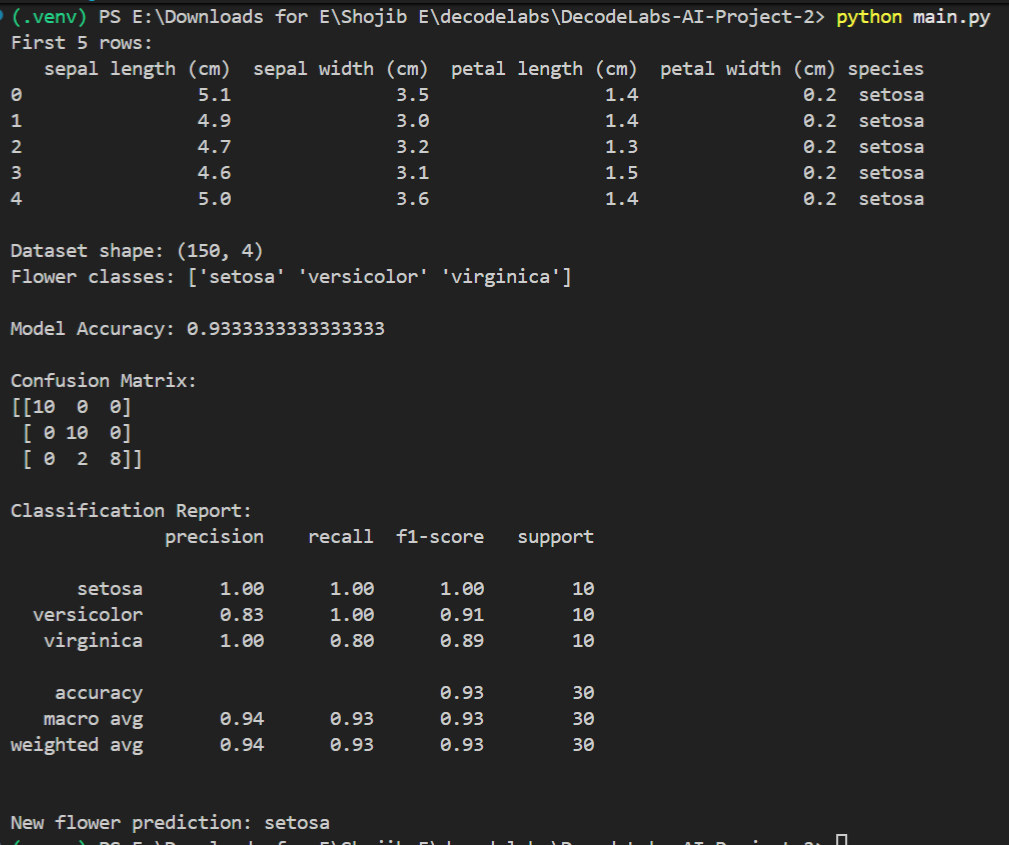 (.venv) PS E:\Downloads for E\Shojib E\decodelabs\DecodeLabs-AI-Project-2> python main.py
First 5 rows:
   sepal length (cm)  sepal width (cm)  petal length (cm)  petal width (cm) species
0                5.1               3.5                1.4               0.2  setosa
1                4.9               3.0                1.4               0.2  setosa
2                4.7               3.2                1.3               0.2  setosa
3                4.6               3.1                1.5               0.2  setosa
4                5.0               3.6                1.4               0.2  setosa

Dataset shape: (150, 4)
Flower classes: ['setosa' 'versicolor' 'virginica']

Model Accuracy: 0.9333333333333333

Confusion Matrix:
[[10  0  0]
 [ 0 10  0]
 [ 0  2  8]]

Classification Report:
              precision    recall  f1-score   support

      setosa       1.00      1.00      1.00        10
  versicolor       0.83      1.00      0.91        10
   virginica       1.00      0.80      0.89        10

    accuracy                           0.93        30
   macro avg       0.94      0.93      0.93        30
weighted avg       0.94      0.93      0.93        30

New flower prediction: setosa